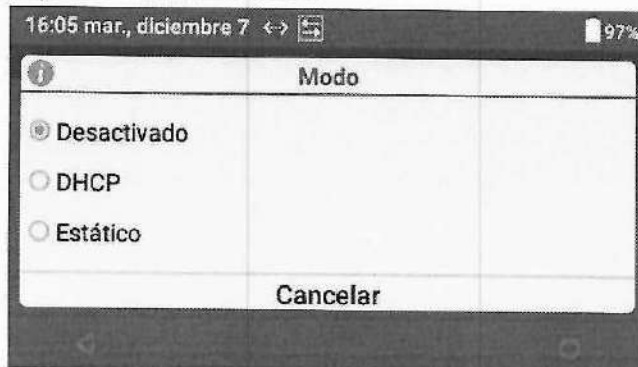 16:05 mar., diciembre 7
97%
Modo
Desactivado
DHCP
Estático
Cancelar